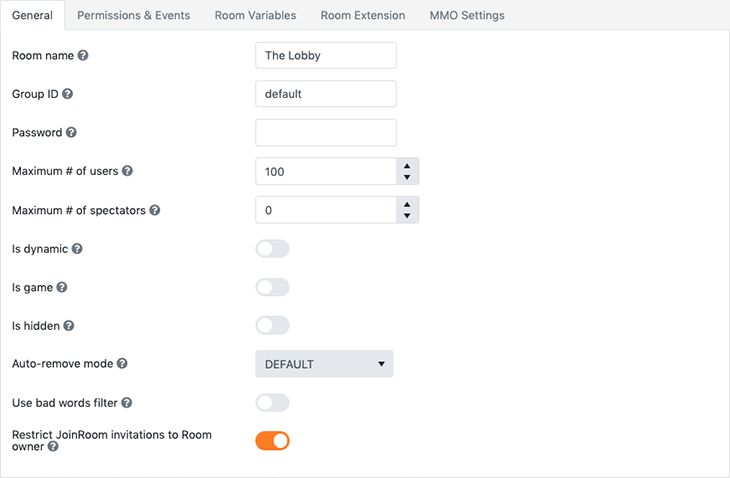 General Permissions & Events Room Variables Room Extension MMO Settings
Room name ? The Lobby
Group ID ? default
Password ?
Maximum # of users ? 100
Maximum # of spectators ? 0
Is dynamic ?
Is game ?
Is hidden ?
Auto-remove mode ? DEFAULT
Use bad words filter ?
Restrict JoinRoom invitations to Room
owner ?